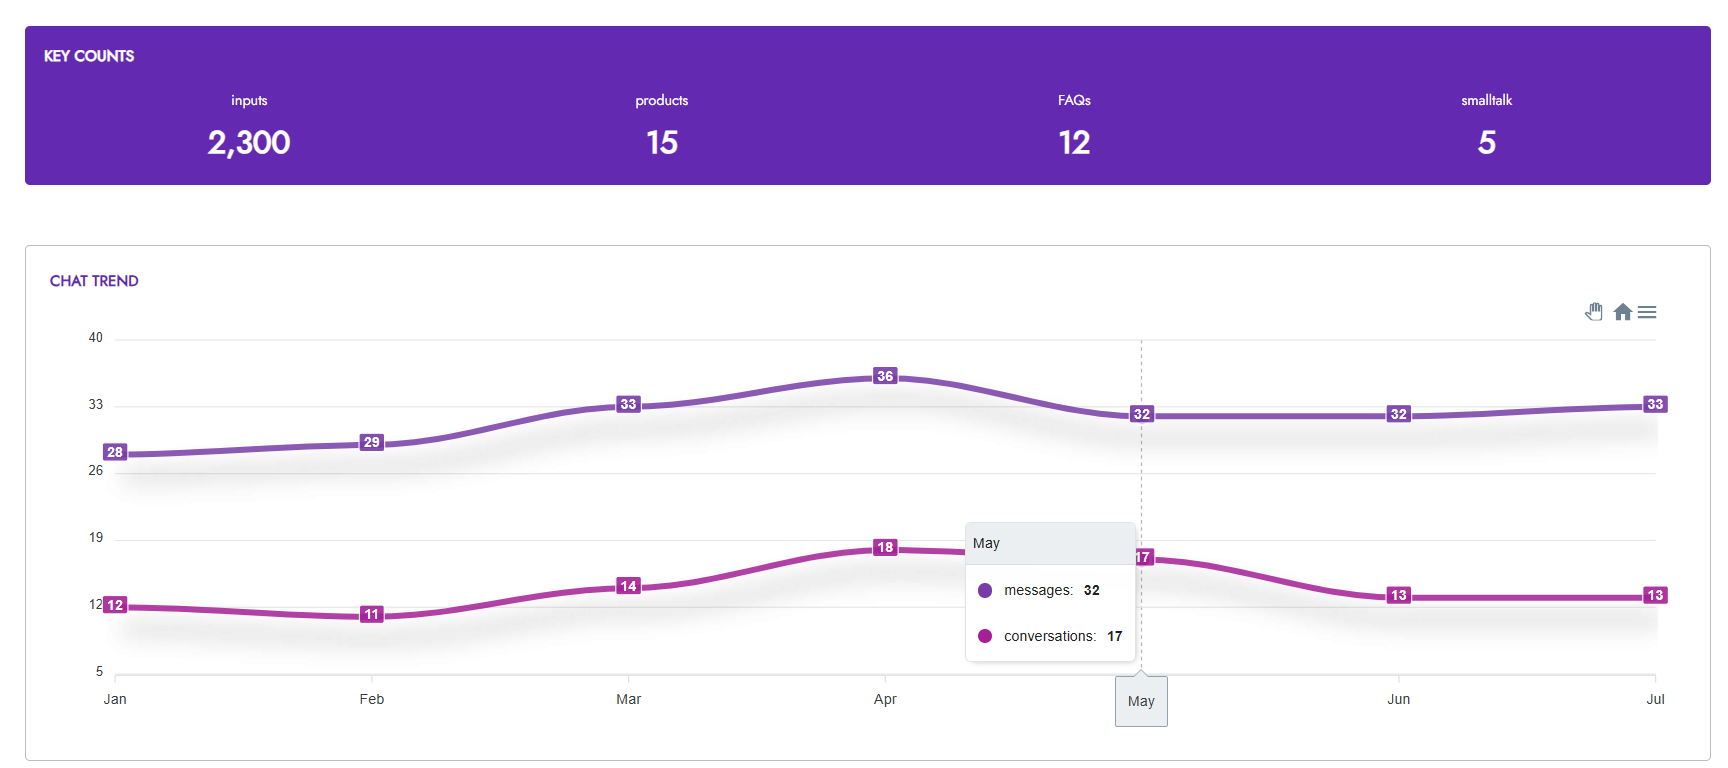 KEY COUNTS
inputs products FAQs smalltalk
2,300 15 12 5
CHAT TREND
40
36
33 33 33
32 32
29
28
26
19
18
17
14
13 13
12 12
11
5
May
messages: 32
conversations: 17
Jan Feb Mar Apr May Jun Jul